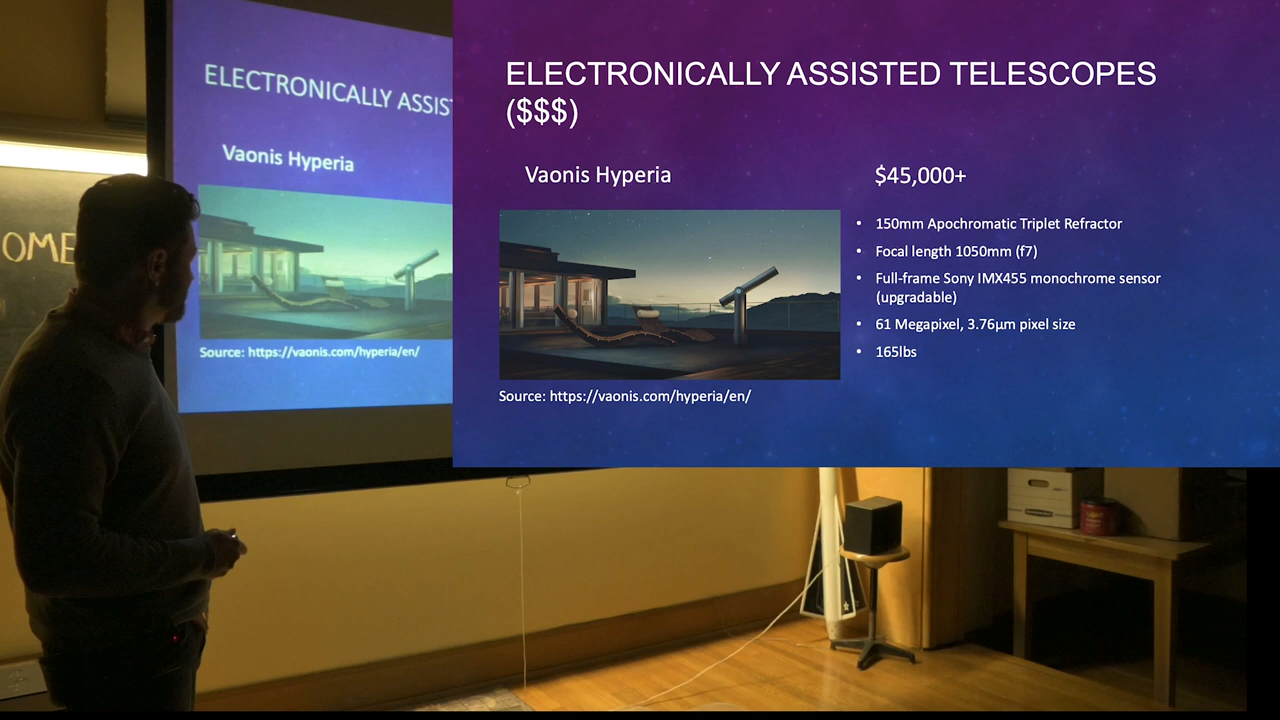 ELECTRONICALLY ASSIST
Vaonis Hyperia
Source: https://vaonis.com/hyperia/en/
OME
ELECTRONICALLY ASSISTED TELESCOPES
($$$)
Vaonis Hyperia
$45,000+
• 150mm Apochromatic Triplet Refractor
• Focal length 1050mm (f7)
• Full-frame Sony IMX455 monochrome sensor
(upgradable)
• 61 Megapixel, 3.76µm pixel size
• 165lbs
Source: https://vaonis.com/hyperia/en/